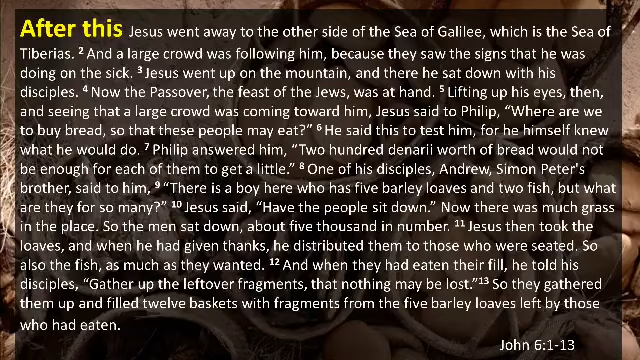 After this Jesus went away to the other side of the Sea of Galilee, which is the Sea of
Tiberias. ² And a large crowd was following him, because they saw the signs that he was
doing on the sick. ³ Jesus went up on the mountain, and there he sat down with his
disciples. ⁴ Now the Passover, the feast of the Jews, was at hand. ⁵ Lifting up his eyes, then,
and seeing that a large crowd was coming toward him, Jesus said to Philip, “Where are we
to buy bread, so that these people may eat?” ⁶ He said this to test him, for he himself knew
what he would do. ⁷ Philip answered him, “Two hundred denarii worth of bread would not
be enough for each of them to get a little.” ⁸ One of his disciples, Andrew, Simon Peter's
brother, said to him, ⁹ “There is a boy here who has five barley loaves and two fish, but what
are they for so many?” ¹⁰ Jesus said, “Have the people sit down.” Now there was much grass
in the place. So the men sat down, about five thousand in number. ¹¹ Jesus then took the
loaves, and when he had given thanks, he distributed them to those who were seated. So
also the fish, as much as they wanted. ¹² And when they had eaten their fill, he told his
disciples, “Gather up the leftover fragments, that nothing may be lost.”¹³ So they gathered
them up and filled twelve baskets with fragments from the five barley loaves left by those
who had eaten.
John 6:1-13